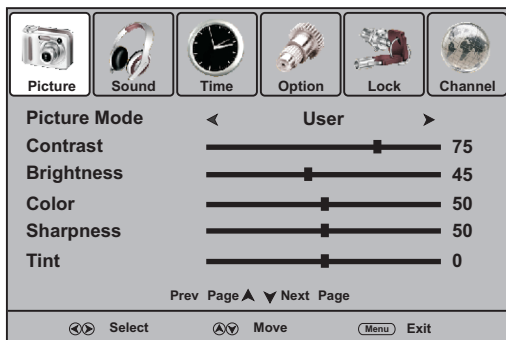 Picture Sound Time Option Lock Channel
Picture Mode User
Contrast 75
Brightness 45
Color 50
Sharpness 50
Tint 0
Prev Page Next Page
Select Move Menu Exit